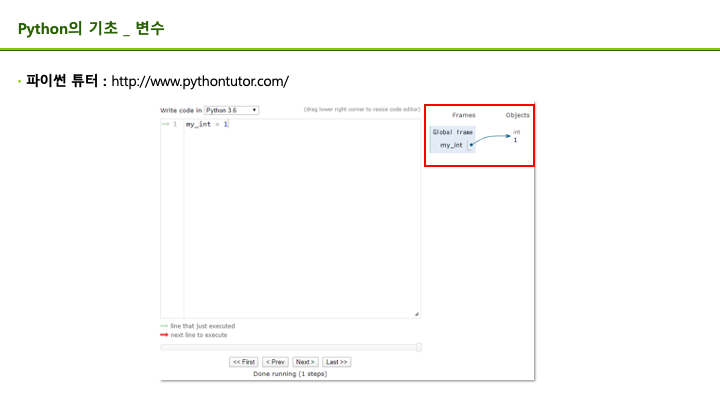 Python의 기초 _ 변수
• 파이썬 튜터 : http://www.pythontutor.com/
Write code in Python 3.6
(drag lower right corner to resize code editor)
1 my_int = 1
Frames Objects
Global frame
my_int
int
1
line that just executed
next line to execute
<< First < Prev Next > Last >>
Done running (1 steps)